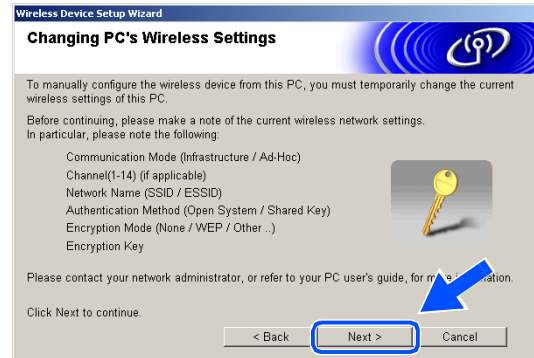 Wireless Device Setup Wizard
Changing PC's Wireless Settings
To manually configure the wireless device from this PC, you must temporarily change the current
wireless settings of this PC.
Before continuing, please make a note of the current wireless network settings.
In particular, please note the following:
Communication Mode (Infrastructure / Ad-Hoc)
Channel(1-14) (if applicable)
Network Name (SSID / ESSID)
Authentication Method (Open System / Shared Key)
Encryption Mode (None / WEP / Other ..)
Encryption Key
Please contact your network administrator, or refer to your PC user's guide, for
Click Next to continue.
< Back Next > Cancel